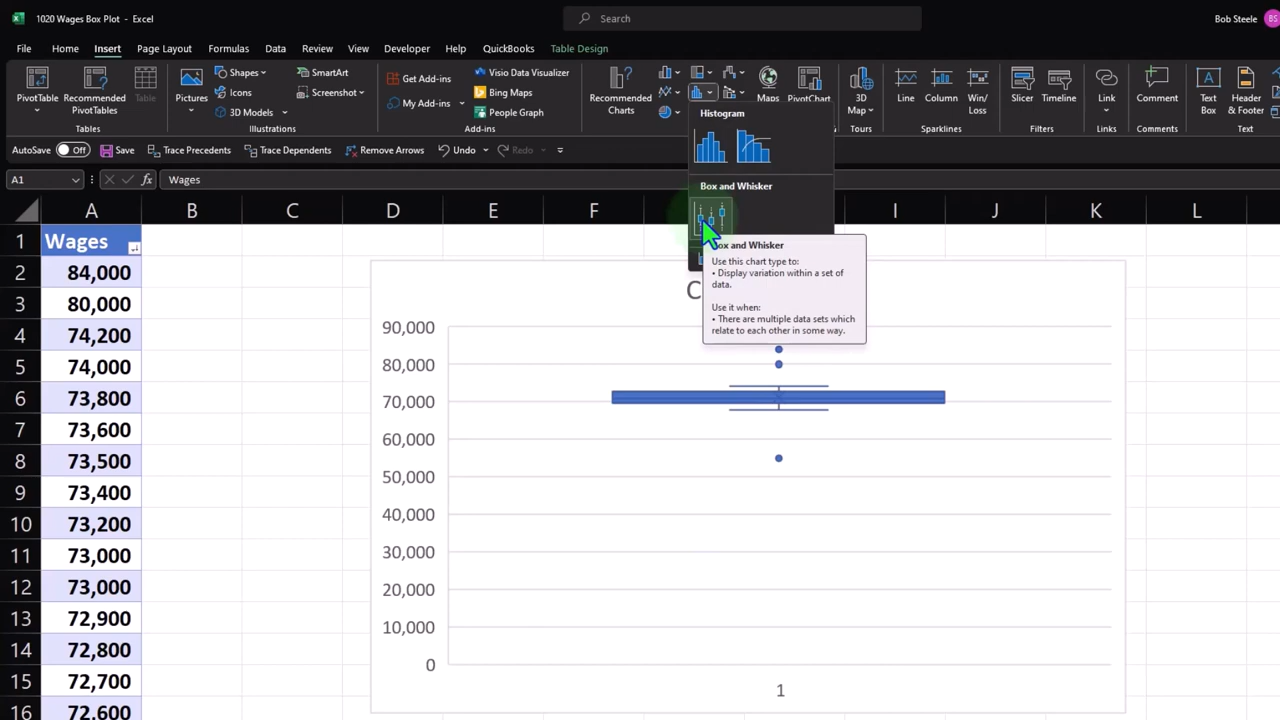 1020 Wages Box Plot - Excel
Search
Bob Steele
BS
File Home Insert Page Layout Formulas Data Review View Developer Help QuickBooks Table Design
PivotTable
Recommended
PivotTables
Table
Tables
Pictures
Shapes
Icons
3D Models
SmartArt
Screenshot
Illustrations
Get Add-ins
My Add-ins
Visio Data Visualizer
Bing Maps
People Graph
Add-ins
Recommended
Charts
Maps
PivotChart
3D
Map
Tours
Line
Column
Win/
Loss
Sparklines
Slicer
Timeline
Filters
Link
Links
Comment
Comments
Text
Box
Header
& Footer
Text
AutoSave Off Save Trace Precedents Trace Dependents Remove Arrows Undo Redo
A1
fx
Wages
Histogram
Box and Whisker
Box and Whisker
Use this chart type to:
• Display variation within a set of
data.
Use it when:
• There are multiple data sets which
relate to each other in some way.
A B C D E F I J K L
1 Wages
2 84,000
3 80,000
4 74,200
5 74,000
6 73,800
7 73,600
8 73,500
9 73,400
10 73,200
11 73,000
12 73,000
13 72,900
14 72,800
15 72,700
16 72,600
C
90,000
80,000
70,000
60,000
50,000
40,000
30,000
20,000
10,000
0
1